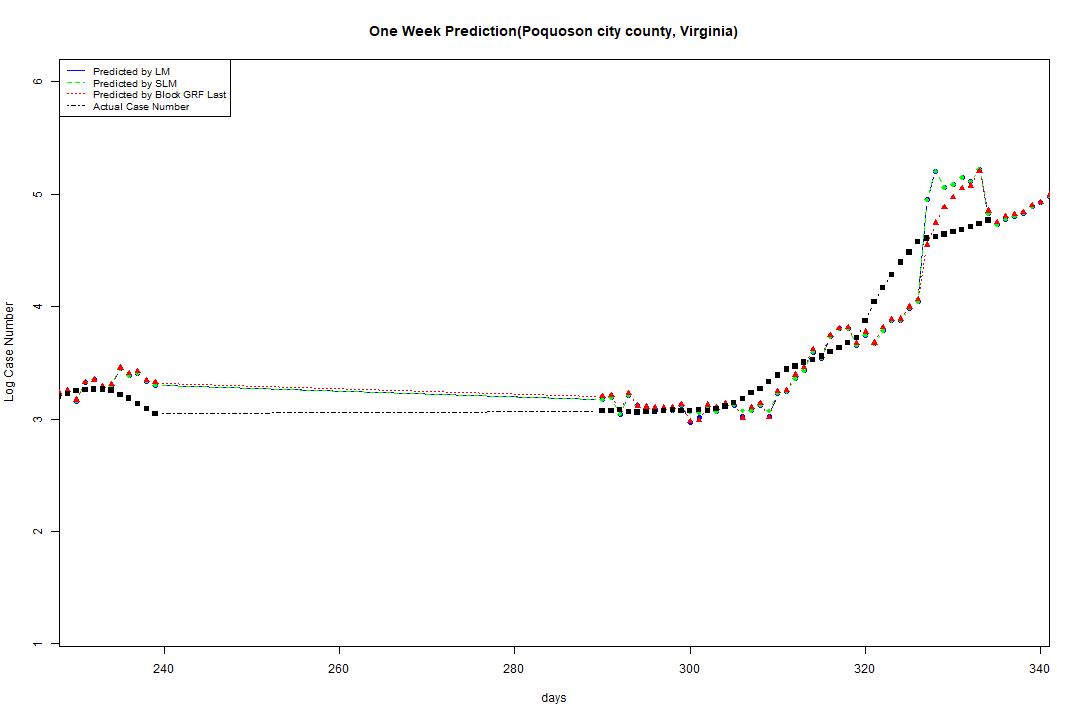 One Week Prediction(Poquoson city county, Virginia)
Predicted by LM
Predicted by SLM
Predicted by Block GRF Last
Actual Case Number
6
5
4
3
2
1
Log Case Number
240 260 280 300 320 340
days